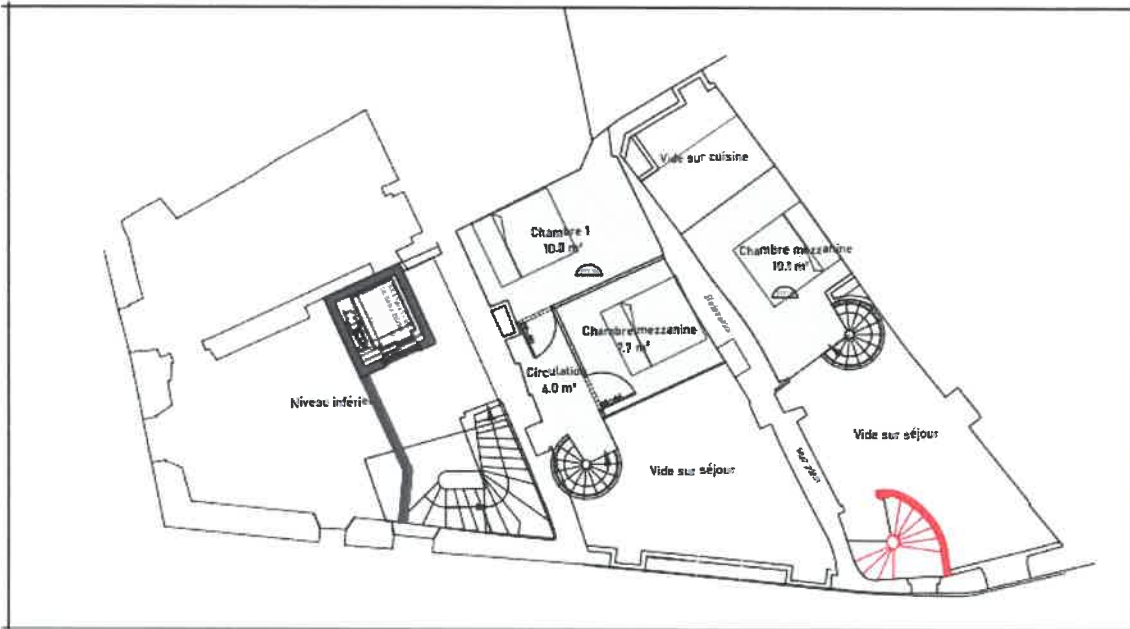 Vide sur cuisine
Chambre 1
10.0 m²
Chambre mezzanine
10.1 m²
Chambre mezzanine
7.7 m²
Circulation
4.0 m²
Niveau inférie
Vide sur séjour
Vide sur séjour